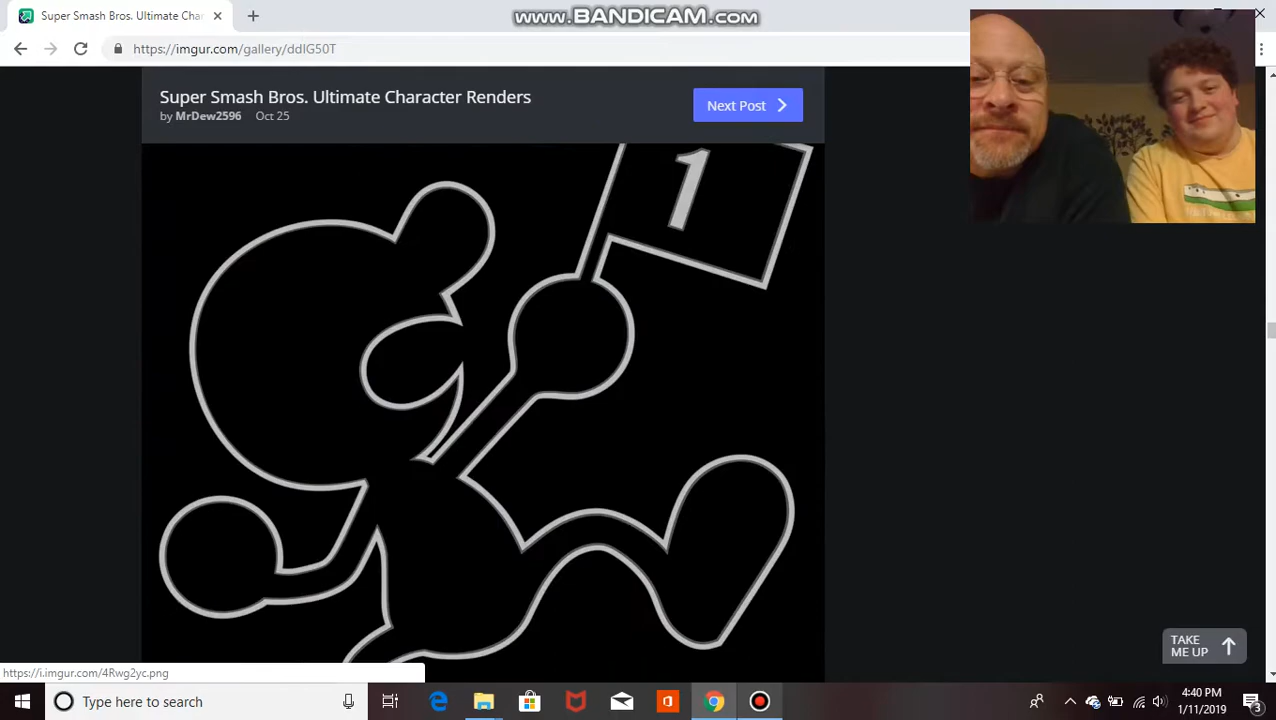 Super Smash Bros. Ultimate Cha
www.BANDICAM.com
https://imgur.com/gallery/ddlG50T
Super Smash Bros. Ultimate Character Renders
by MrDew2596 Oct 25
Next Post
1
TAKE
ME UP
https://i.imgur.com/4Rwg2yc.png
Type here to search
4:40 PM
1/11/2019
3